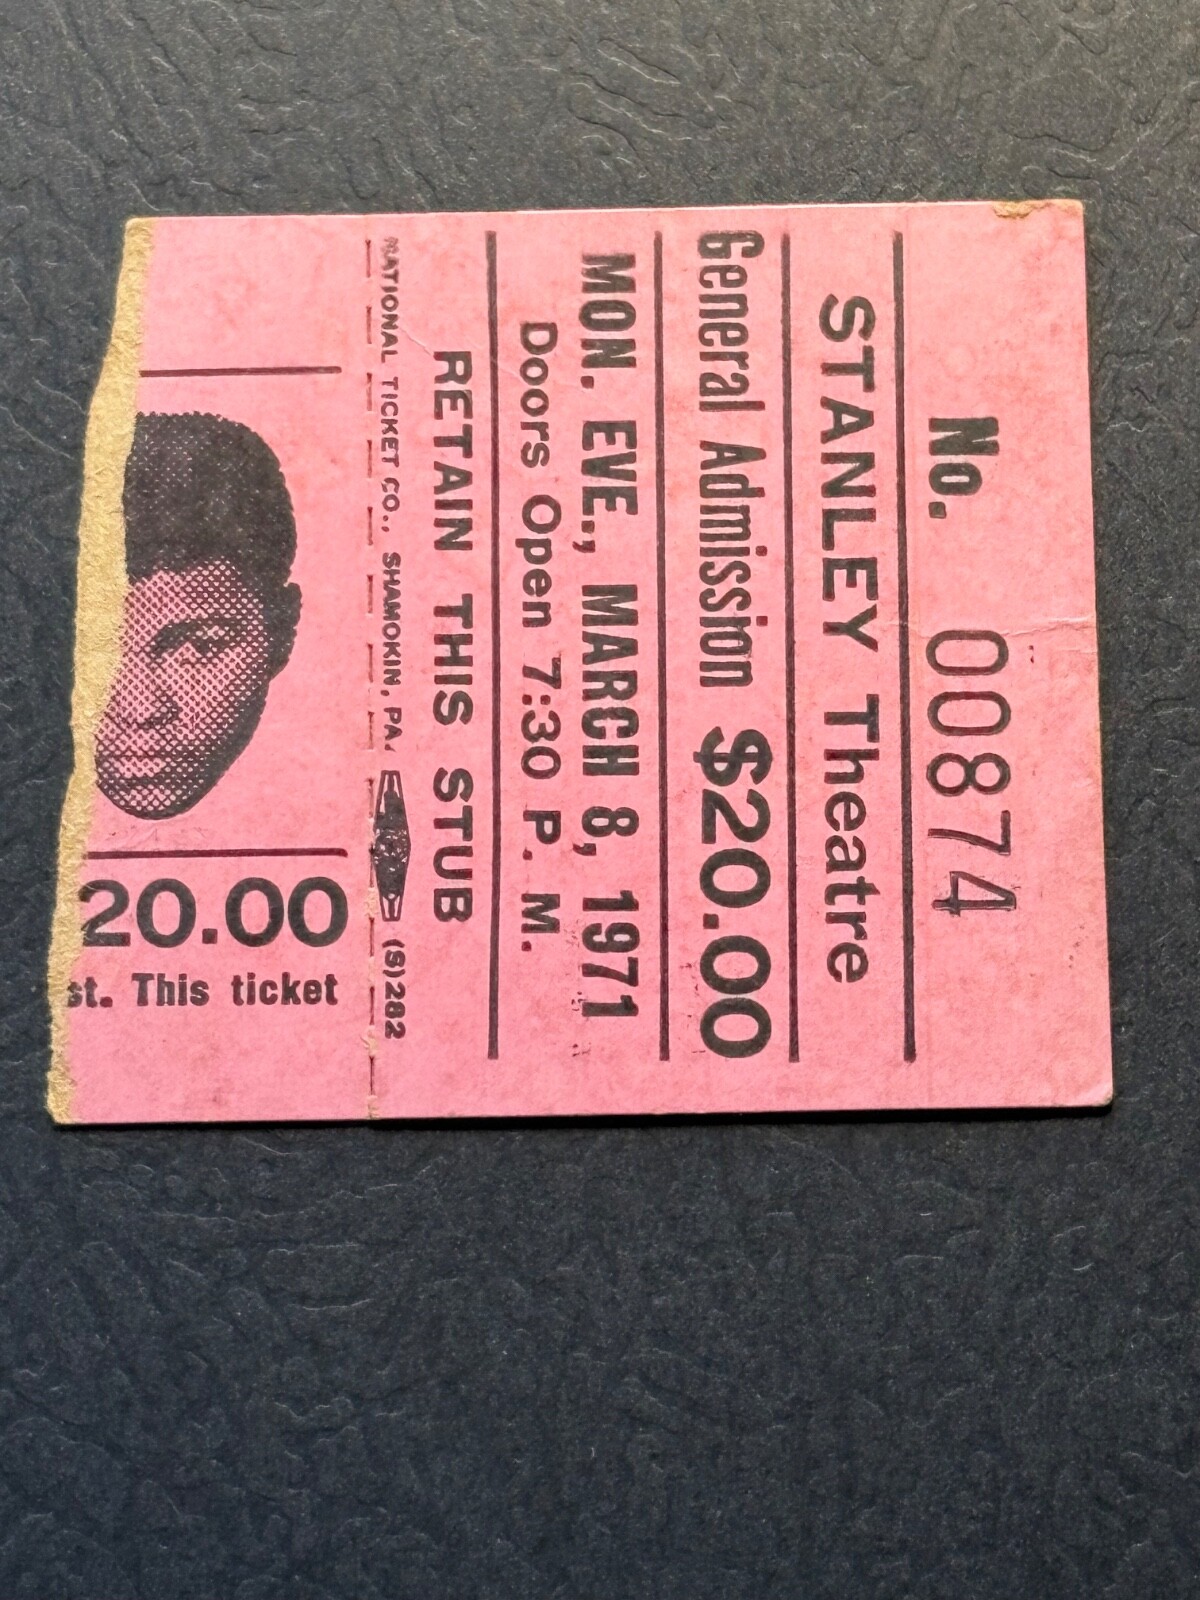 No. 00874
STANLEY Theatre
General Admission $20.00
MON. EVE., MARCH 8, 1971
Doors Open 7:30 P. M.
RETAIN THIS STUB
NATIONAL TICKET CO., SHAMOKIN, PA. (S)282
20.00
st. This ticket